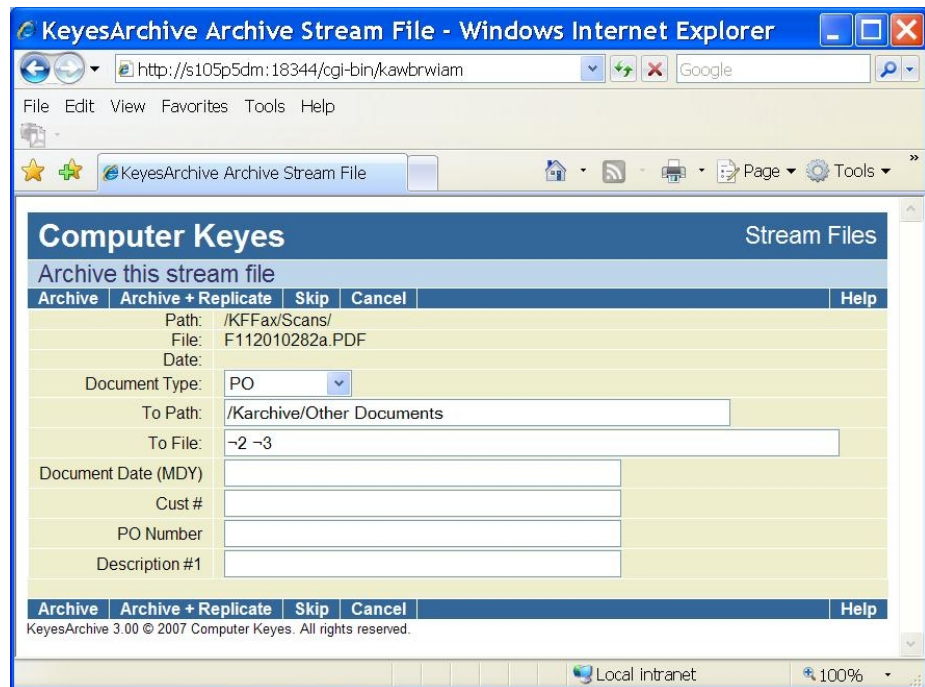 KeyesArchive Archive Stream File - Windows Internet Explorer
http://s105p5dm:18344/cgi-bin/kawbrwiam Google
File Edit View Favorites Tools Help
KeyesArchive Archive Stream File Page Tools »
Computer Keyes Stream Files
Archive this stream file
Archive Archive + Replicate Skip Cancel Help
Path: /KFFax/Scans/
File: F112010282a.PDF
Date:
Document Type: PO
To Path: /Karchive/Other Documents
To File: ¬2 ¬3
Document Date (MDY)
Cust #
PO Number
Description #1
Archive Archive + Replicate Skip Cancel Help
KeyesArchive 3.00 © 2007 Computer Keyes. All rights reserved.
Local intranet 100%